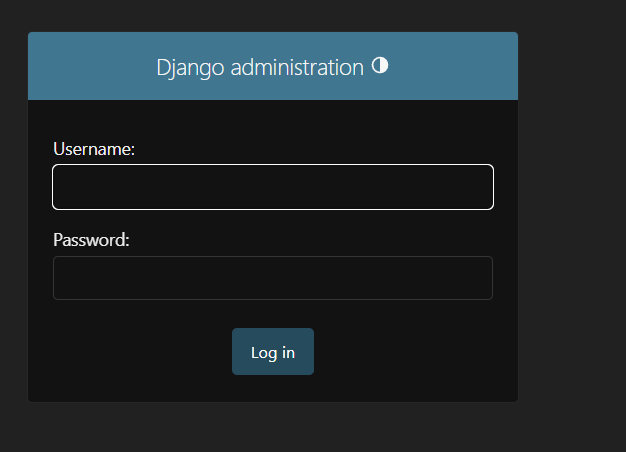 Django administration
Username:
Password:
Log in